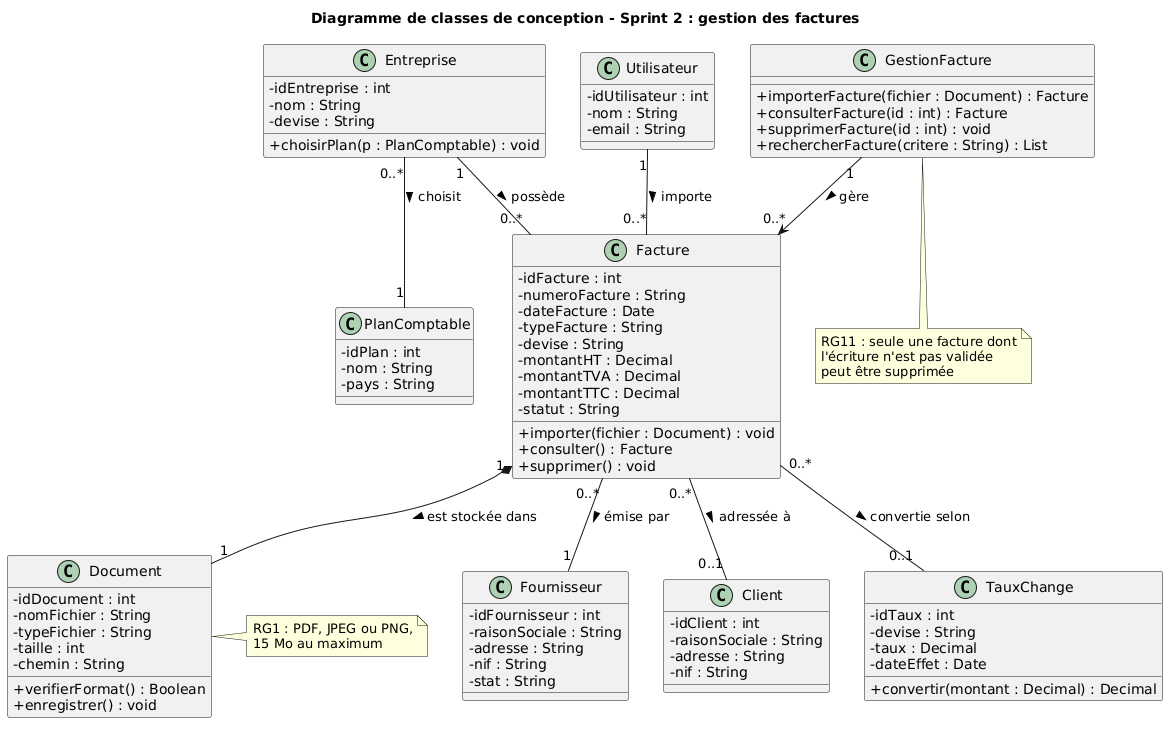 Diagramme de classes de conception - Sprint 2 : gestion des factures
C Entreprise
-idEntreprise : int
-nom : String
-devise : String
+choisirPlan(p : PlanComptable) : void
C Utilisateur
-idUtilisateur : int
-nom : String
-email : String
C GestionFacture
+importerFacture(fichier : Document) : Facture
+consulterFacture(id : int) : Facture
+supprimerFacture(id : int) : void
+rechercherFacture(critere : String) : List
0..*
choisit
1
1
possède
0..*
1
importe
0..*
1
gère
0..*
C PlanComptable
-idPlan : int
-nom : String
-pays : String
C Facture
-idFacture : int
-numeroFacture : String
-dateFacture : Date
-typeFacture : String
-devise : String
-montantHT : Decimal
-montantTVA : Decimal
-montantTTC : Decimal
-statut : String
+importer(fichier : Document) : void
+consulter() : Facture
+supprimer() : void
RG11 : seule une facture dont
l'écriture n'est pas validée
peut être supprimée
1
est stockée dans
1
0..*
émise par
1
0..*
adressée à
0..1
0..*
convertie selon
0..1
C Document
-idDocument : int
-nomFichier : String
-typeFichier : String
-taille : int
-chemin : String
+verifierFormat() : Boolean
+enregistrer() : void
RG1 : PDF, JPEG ou PNG,
15 Mo au maximum
C Fournisseur
-idFournisseur : int
-raisonSociale : String
-adresse : String
-nif : String
-stat : String
C Client
-idClient : int
-raisonSociale : String
-adresse : String
-nif : String
C TauxChange
-idTaux : int
-devise : String
-taux : Decimal
-dateEffet : Date
+convertir(montant : Decimal) : Decimal